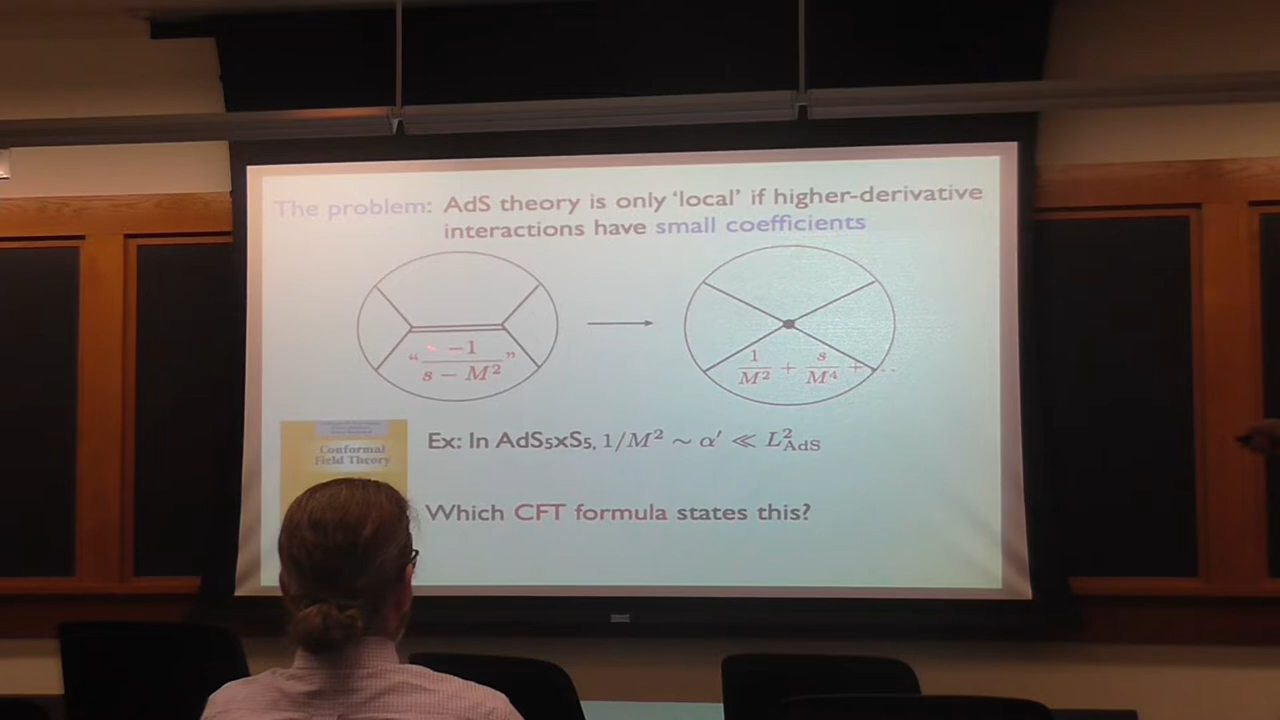 The problem: AdS theory is only ‘local’ if higher-derivative
interactions have small coefficients
“ −1 / (s − M²) ”
1/M² + s/M⁴ + ...
Conformal
Field Theory
Ex: In AdS₅xS₅, 1/M² ~ α′ ≪ L²_AdS
Which CFT formula states this?